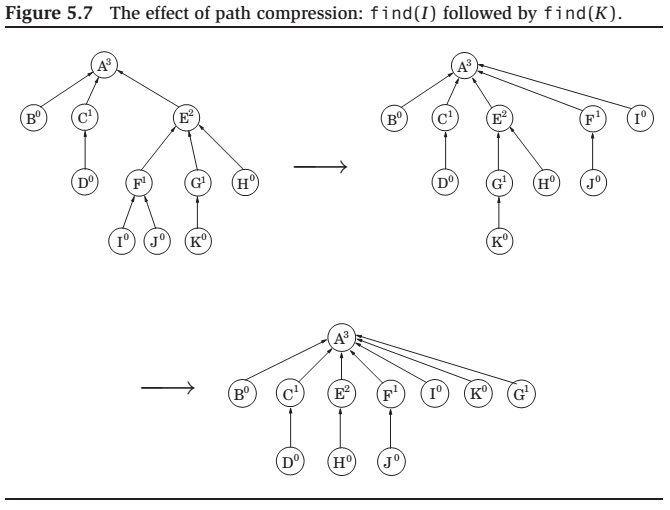 Figure 5.7 The effect of path compression: find(I) followed by find(K).
A³
B⁰ C¹ E²
D⁰ F¹ G¹ H⁰
I⁰ J⁰ K⁰
A³
B⁰ C¹ E² F¹ I⁰
D⁰ G¹ H⁰ J⁰
K⁰
A³
B⁰ C¹ E² F¹ I⁰ K⁰ G¹
D⁰ H⁰ J⁰